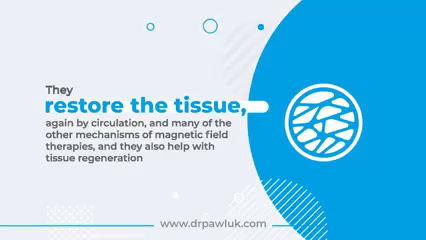 They
restore the tissue,
again by circulation, and many of the
other mechanisms of magnetic field
therapies, and they also help with
tissue regeneration
www.drpawluk.com